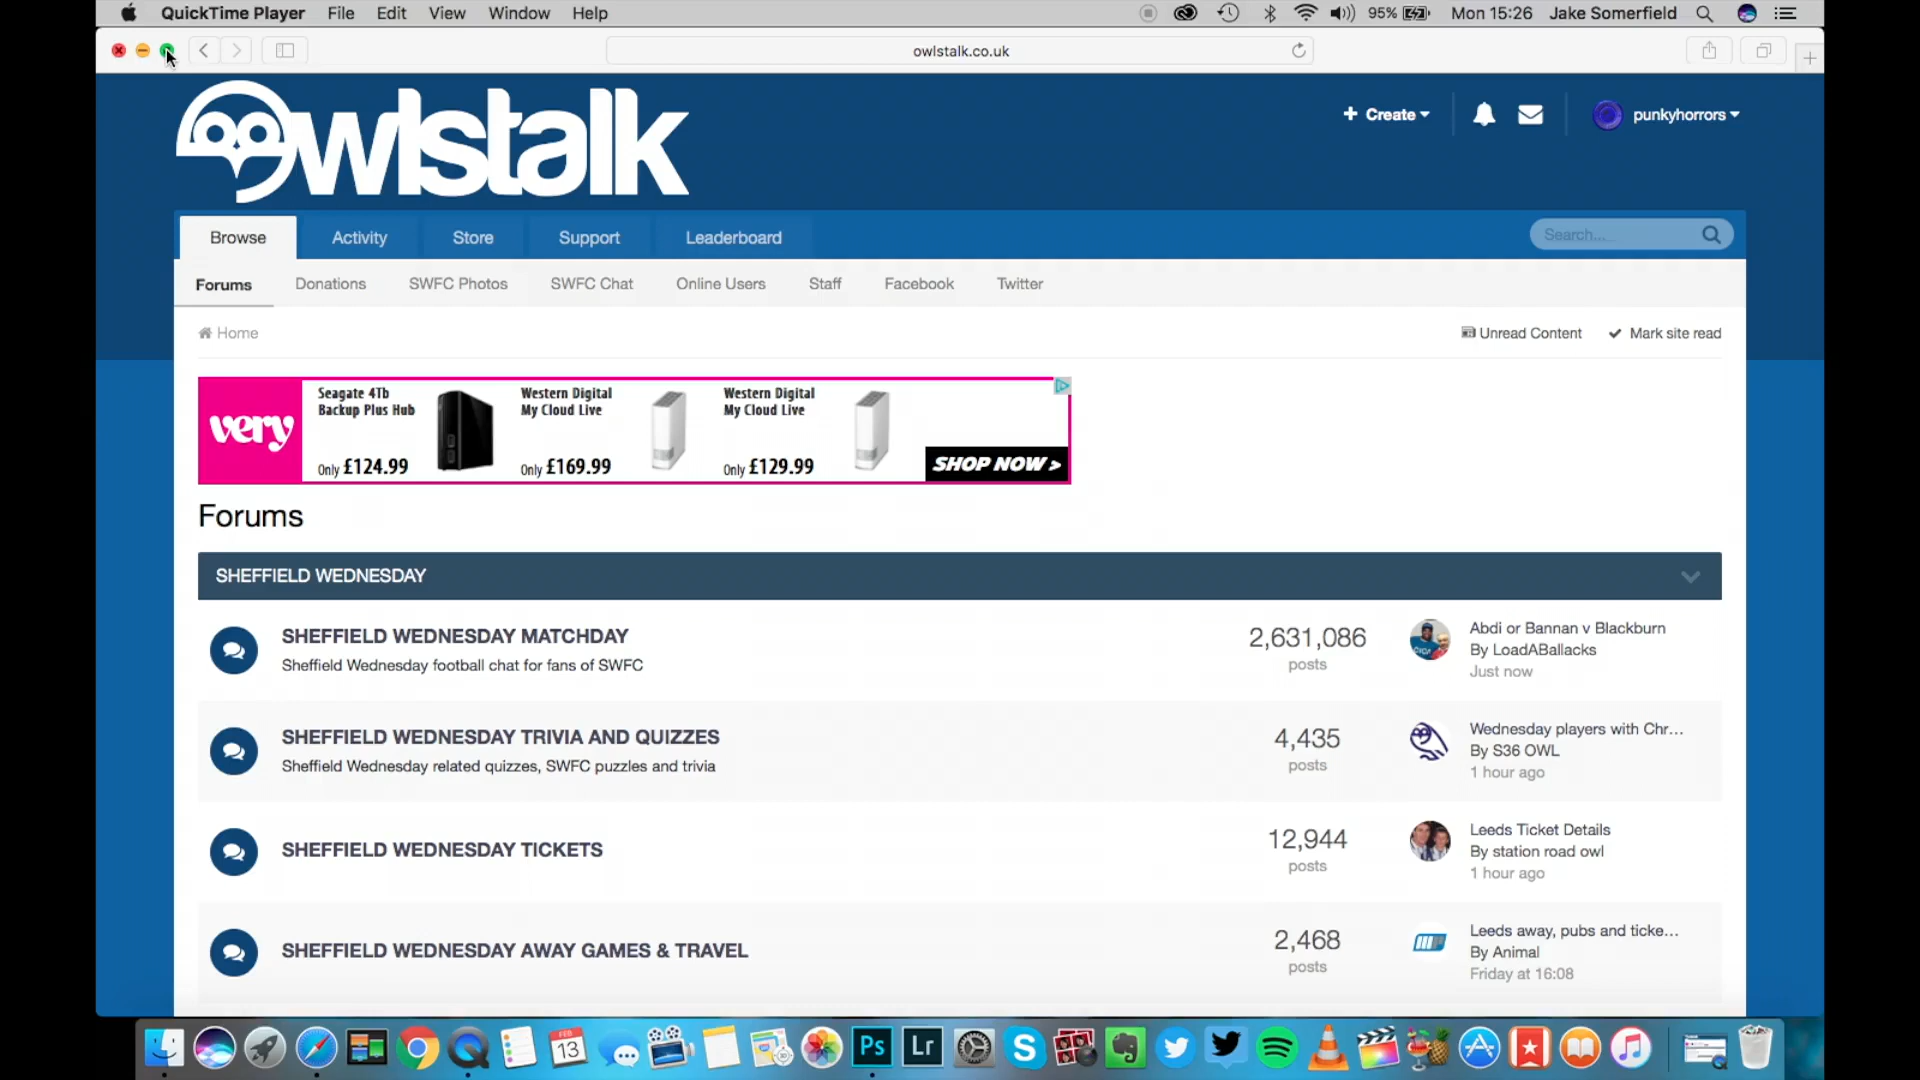 QuickTime Player File Edit View Window Help 95% Mon 15:26 Jake Somerfield
owlstalk.co.uk
Owlstalk
+ Create punkyhorrors
Browse Activity Store Support Leaderboard Search...
Forums Donations SWFC Photos SWFC Chat Online Users Staff Facebook Twitter
Home Unread Content Mark site read
very
Seagate 4Tb
Backup Plus Hub
Only £124.99
Western Digital
My Cloud Live
Only £169.99
Western Digital
My Cloud Live
Only £129.99
SHOP NOW >
Forums
SHEFFIELD WEDNESDAY
SHEFFIELD WEDNESDAY MATCHDAY
Sheffield Wednesday football chat for fans of SWFC
2,631,086
posts
Abdi or Bannan v Blackburn
By LoadABallacks
Just now
SHEFFIELD WEDNESDAY TRIVIA AND QUIZZES
Sheffield Wednesday related quizzes, SWFC puzzles and trivia
4,435
posts
Wednesday players with Chr...
By S36 OWL
1 hour ago
SHEFFIELD WEDNESDAY TICKETS
12,944
posts
Leeds Ticket Details
By station road owl
1 hour ago
SHEFFIELD WEDNESDAY AWAY GAMES & TRAVEL
2,468
posts
Leeds away, pubs and ticke...
By Animal
Friday at 16:08
FEB
13
Ps
Lr